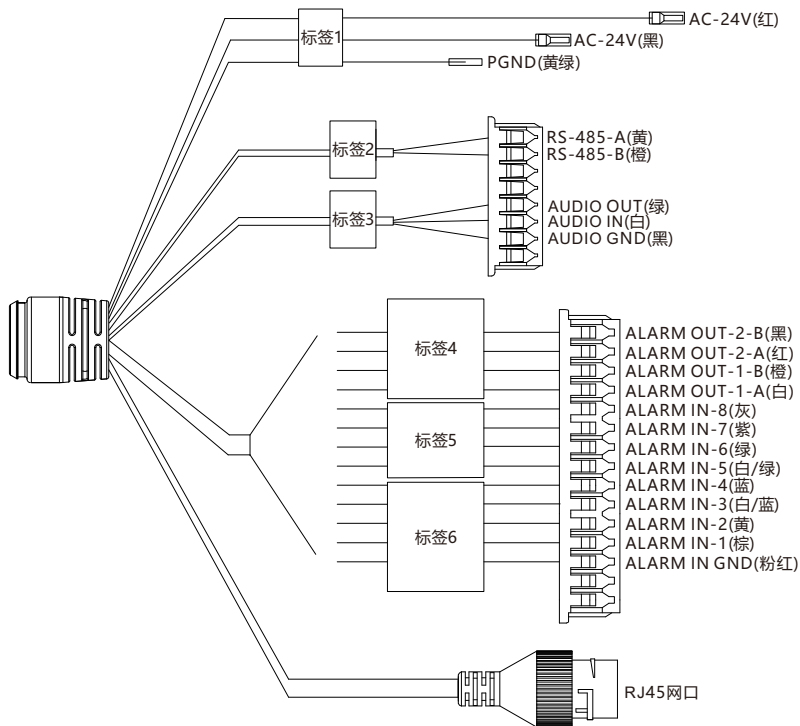 标签1
AC-24V(红)
AC-24V(黑)
PGND(黄绿)
标签2
RS-485-A(黄)
RS-485-B(橙)
标签3
AUDIO OUT(绿)
AUDIO IN(白)
AUDIO GND(黑)
标签4
ALARM OUT-2-B(黑)
ALARM OUT-2-A(红)
ALARM OUT-1-B(橙)
ALARM OUT-1-A(白)
标签5
ALARM IN-8(灰)
ALARM IN-7(紫)
ALARM IN-6(绿)
ALARM IN-5(白/绿)
标签6
ALARM IN-4(蓝)
ALARM IN-3(白/蓝)
ALARM IN-2(黄)
ALARM IN-1(棕)
ALARM IN GND(粉红)
RJ45网口